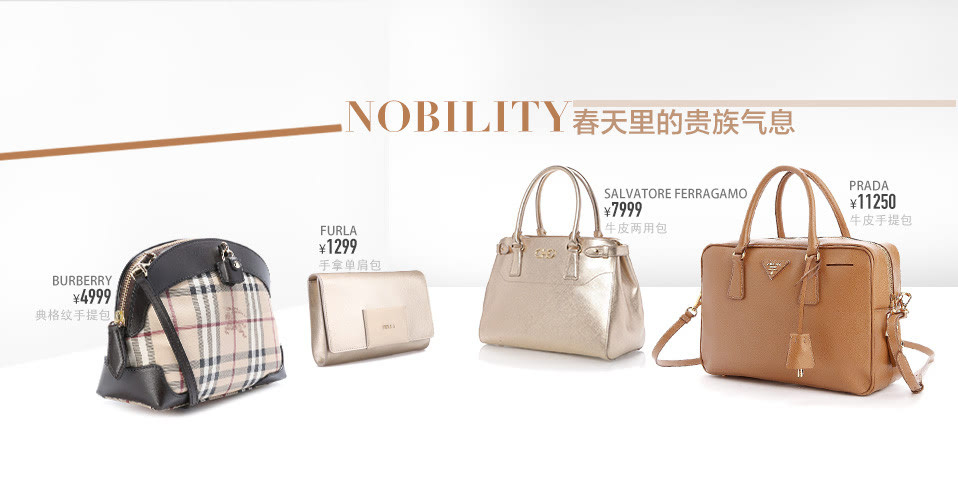 NOBILITY春天里的贵族气息
BURBERRY
¥4999
典格纹手提包
FURLA
¥1299
手拿单肩包
FURLA
SALVATORE FERRAGAMO
¥7999
牛皮两用包
PRADA
¥11250
牛皮手提包
PRADA